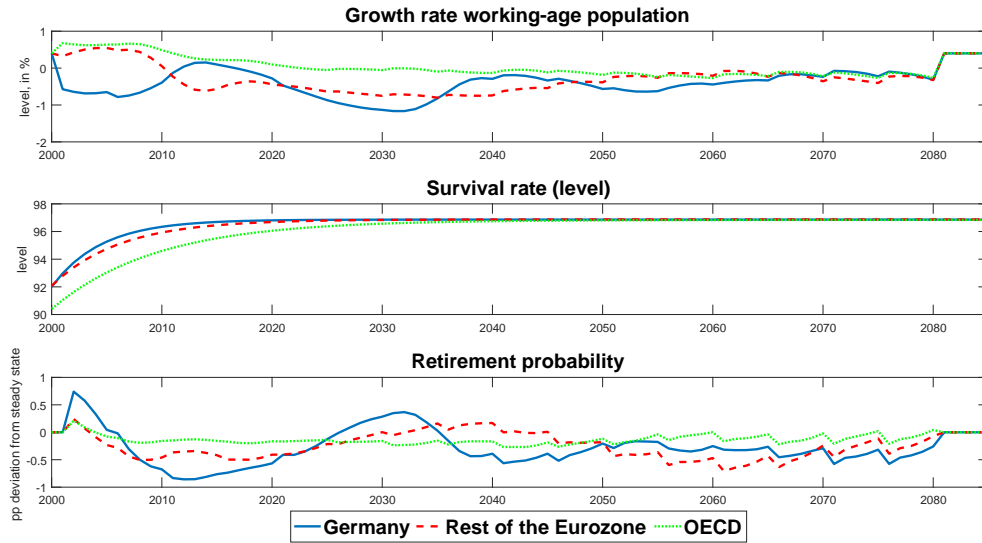 Growth rate working-age population
level, in %
1
0
-1
-2
2000 2010 2020 2030 2040 2050 2060 2070 2080
Survival rate (level)
level
98
96
94
92
90
2000 2010 2020 2030 2040 2050 2060 2070 2080
Retirement probability
pp deviation from steady state
1
0.5
0
-0.5
-1
2000 2010 2020 2030 2040 2050 2060 2070 2080
Germany Rest of the Eurozone OECD